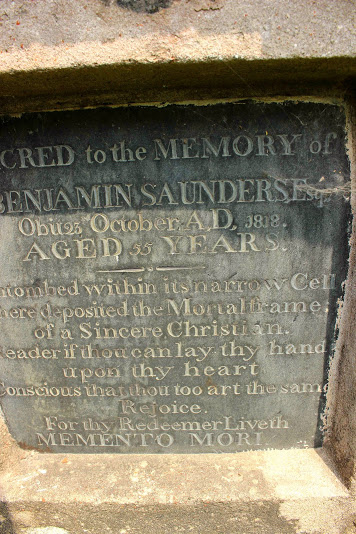 CRED to the MEMORY of
BENJAMIN SAUNDERS Esq
Obiit 23 October, A,D, 1818.
AGED 55 YEARS.
ntombed within its narrow Cell
here deposited the Mortal frame,
of a Sincere Christian.
eader if thou can lay thy hand
upon thy heart
Conscious that thou too art the same
Rejoice.
For thy Redeemer Liveth
MEMENTO MORI.